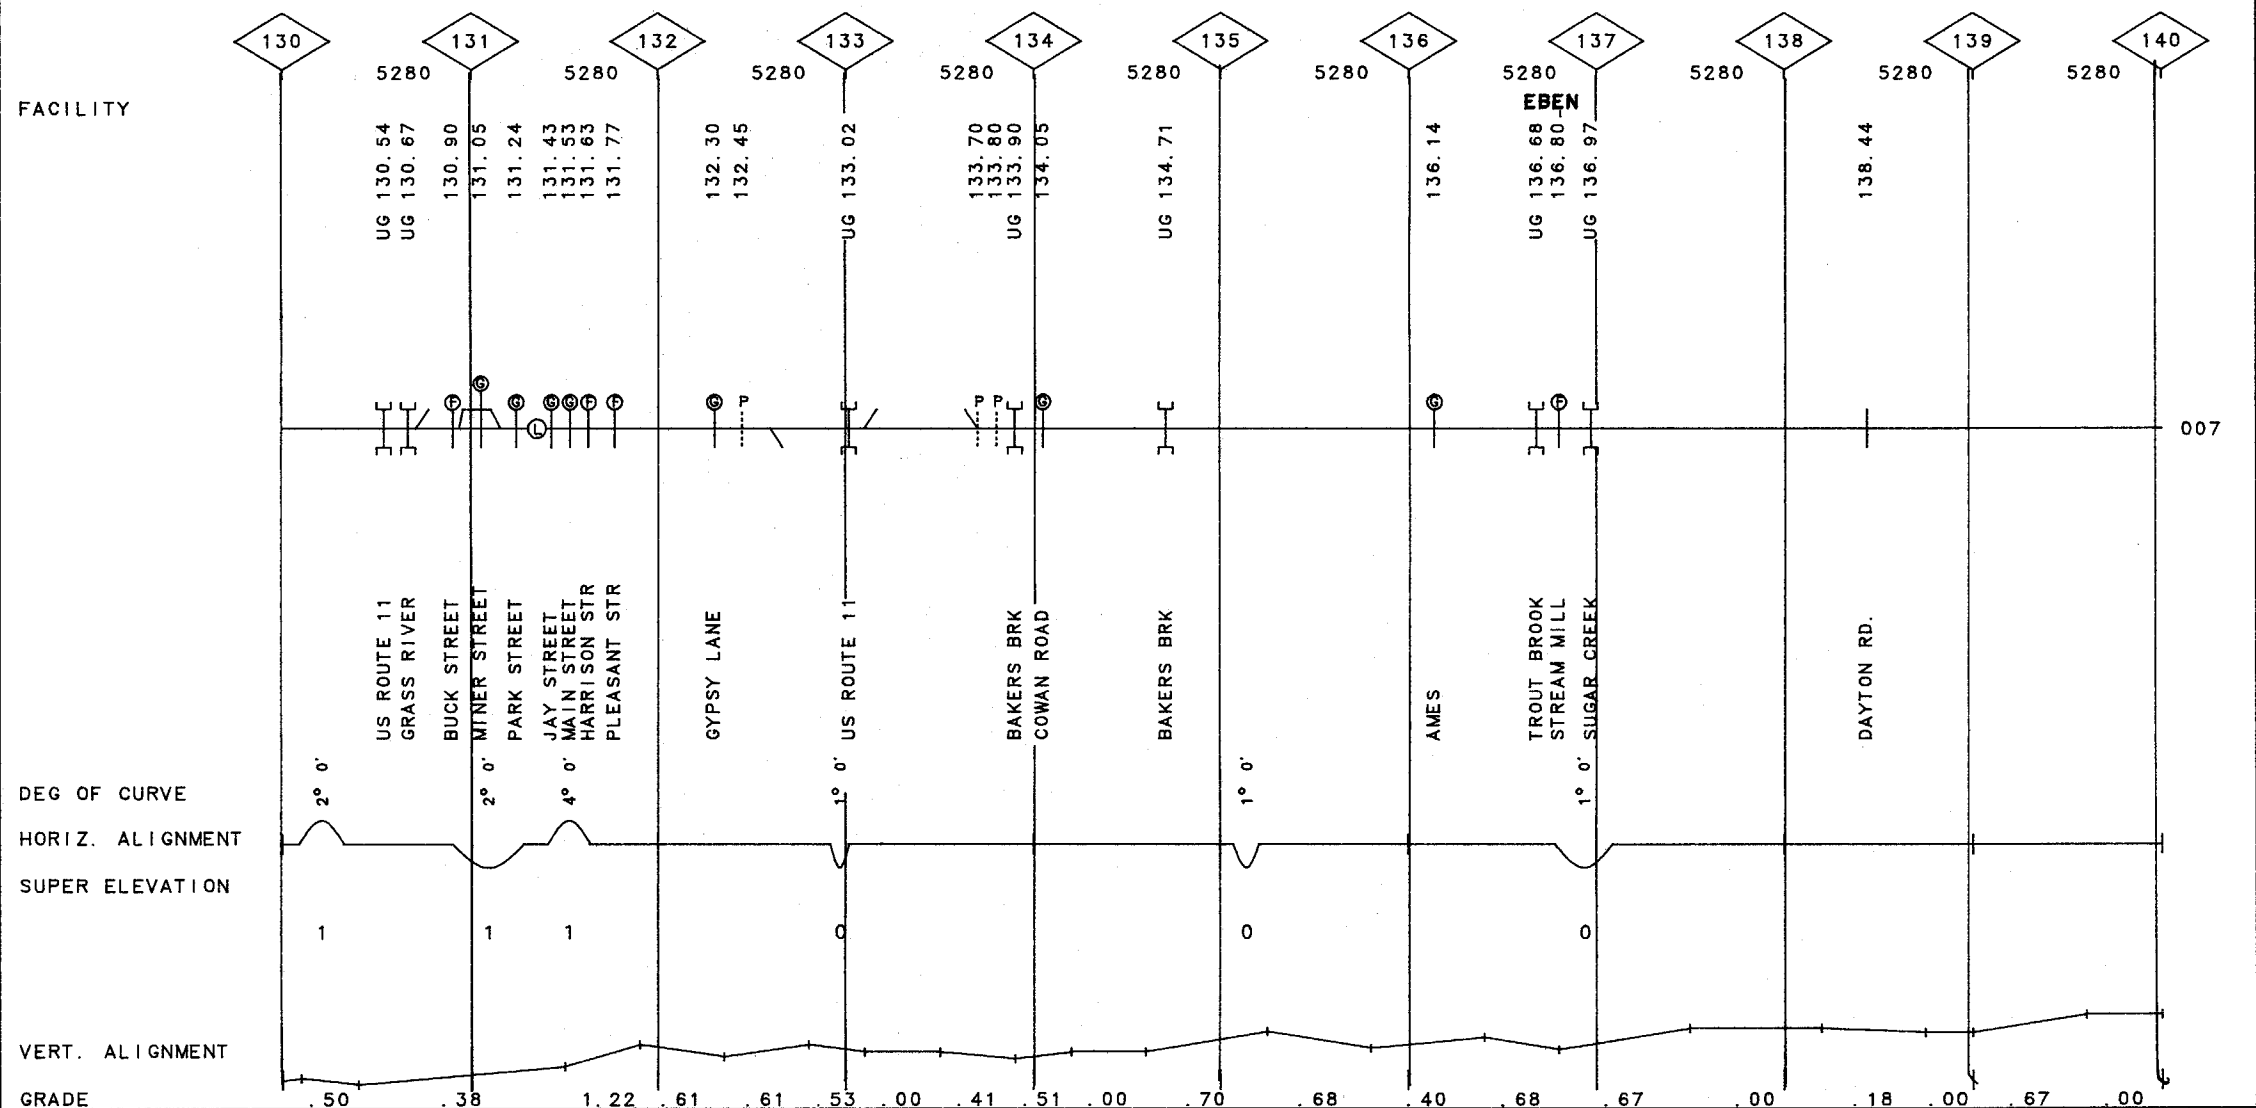 130 131 132 133 134 135 136 137 138 139 140
5280 5280 5280 5280 5280 5280 5280 5280 5280 5280
FACILITY
EBEN
UG 130.54
UG 130.67
130.90
131.05
131.24
131.43
131.53
131.63
131.77
132.30
132.45
UG 133.02
133.70
133.80
UG 133.90
134.05
UG 134.71
136.14
UG 136.68
136.80
UG 136.97
138.44
F G G L G G F F G P P P G G F
007
US ROUTE 11
GRASS RIVER
BUCK STREET
MINER STREET
PARK STREET
JAY STREET
MAIN STREET
HARRISON STR
PLEASANT STR
GYPSY LANE
US ROUTE 11
BAKERS BRK
COWAN ROAD
BAKERS BRK
AMES
TROUT BROOK
STREAM MILL
SUGAR CREEK
DAYTON RD.
DEG OF CURVE
2° 0'
2° 0'
4° 0'
1° 0'
1° 0'
1° 0'
HORIZ. ALIGNMENT
SUPER ELEVATION
1 1 1 0 0 0
VERT. ALIGNMENT
GRADE .50 .38 1.22 .61 .61 .53 .00 .41 .51 .00 .70 .68 .40 .68 .67 .00 .18 .00 .67 .00